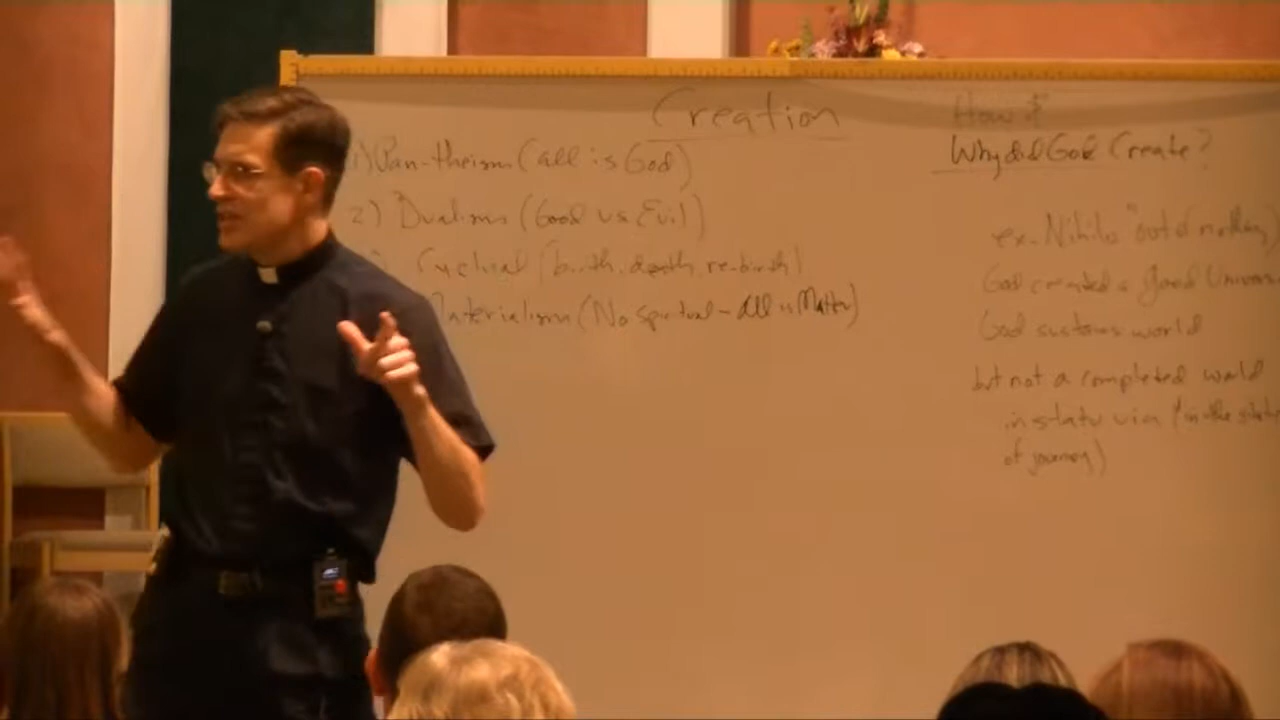 Creation
1) Pan-theism (all is God)
2) Dualism (Good vs Evil)
Cyclical (birth, death, re-birth)
Materialism (No spiritual - All is Matter)
How &
Why did God Create?
ex-Nihilo "out of nothing"
God created a good Univers
God sustains world
but not a completed world
in statu via (in the state
of journey)